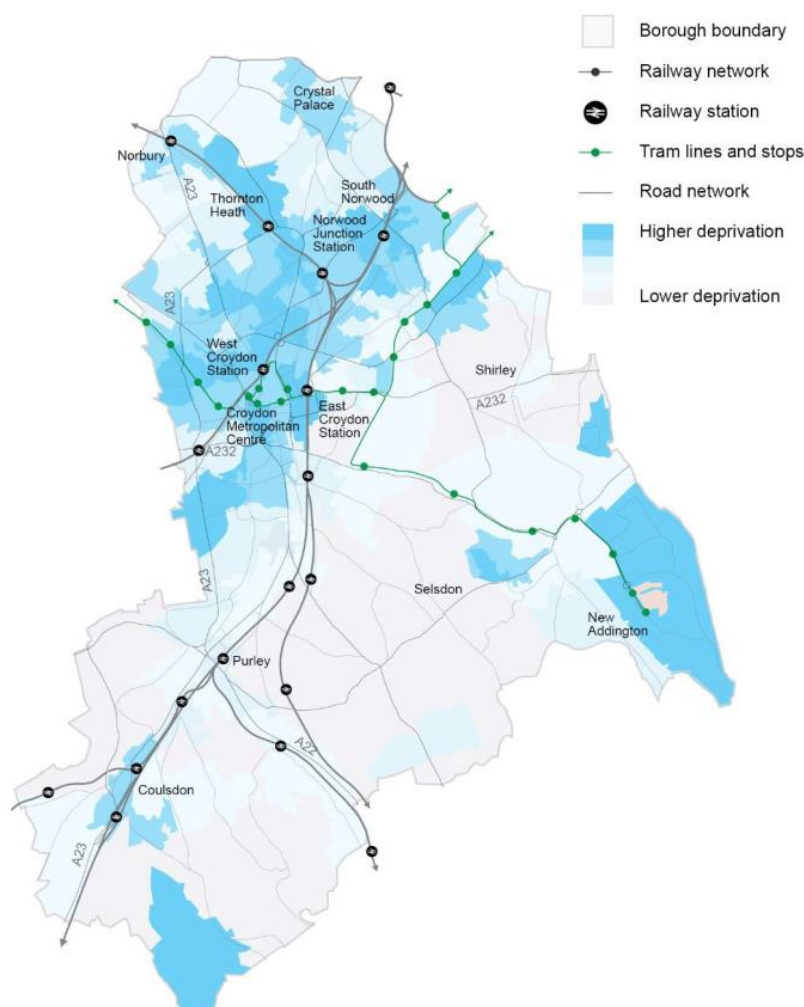 Borough boundary
Railway network
Railway station
Tram lines and stops
Road network
Higher deprivation
Lower deprivation
Crystal
Palace
Norbury
A23
Thornton
Heath
South
Norwood
Norwood
Junction
Station
A23
West
Croydon
Station
Shirley
A232
Croydon
Metropolitan
Centre
East
Croydon
Station
A232
A23
Selsdon
New
Addington
Purley
A22
Coulsdon
A23